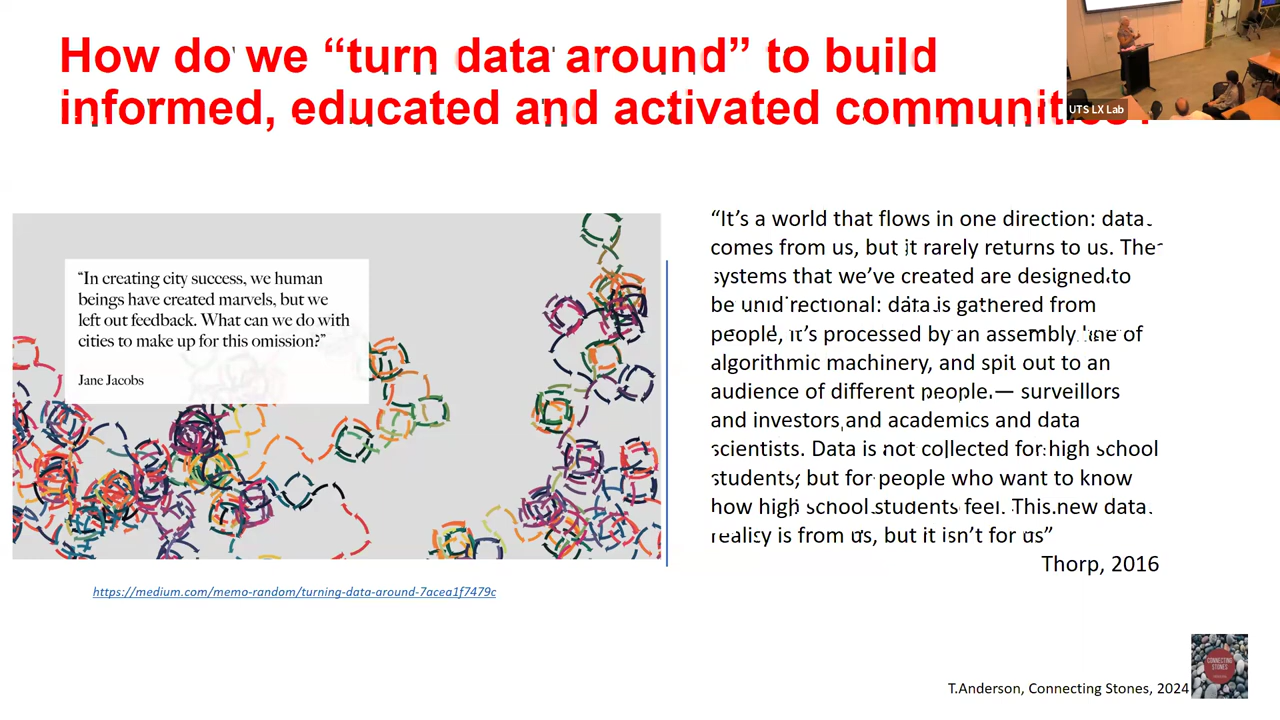 How do we “turn data around” to build
informed, educated and activated communit
UTS LX Lab
“In creating city success, we human
beings have created marvels, but we
left out feedback. What can we do with
cities to make up for this omission?”
Jane Jacobs
https://medium.com/memo-random/turning-data-around-7acea1f7479c
“It’s a world that flows in one direction: data
comes from us, but it rarely returns to us. The
systems that we’ve created are designed to
be unidirectional: data is gathered from
people, it’s processed by an assembly line of
algorithmic machinery, and spit out to an
audience of different people — surveillors
and investors and academics and data
scientists. Data is not collected for high school
students, but for people who want to know
how high school students feel. This new data
reality is from us, but it isn’t for us”
Thorp, 2016
T.Anderson, Connecting Stones, 2024
CONNECTING
STONES